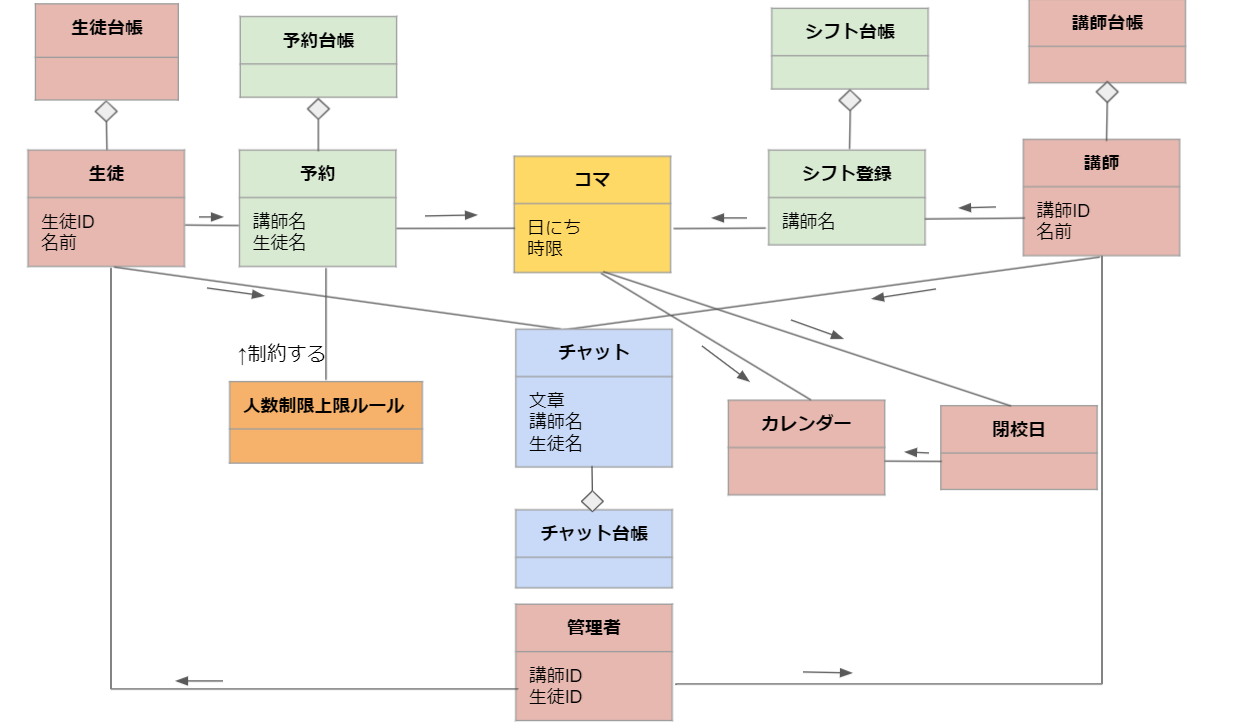 生徒台帳
予約台帳
シフト台帳
講師台帳
生徒
生徒ID
名前
予約
講師名
生徒名
コマ
日にち
時限
シフト登録
講師名
講師
講師ID
名前
↑制約する
人数制限上限ルール
チャット
文章
講師名
生徒名
カレンダー
閉校日
チャット台帳
管理者
講師ID
生徒ID